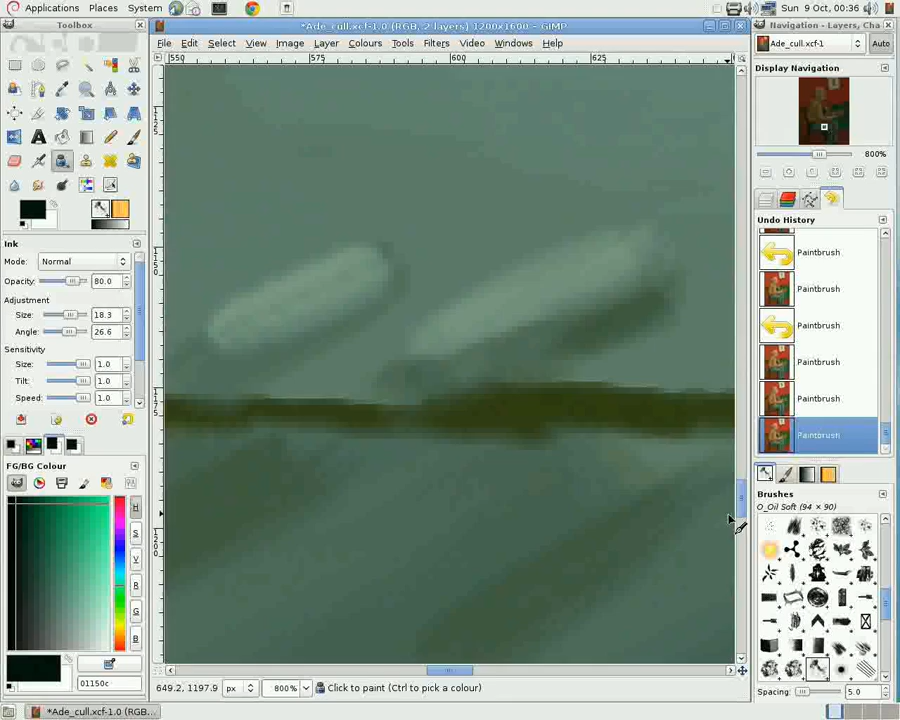 Applications Places System
Sun 9 Oct, 00:36
Toolbox
*Ade_cull.xcf-1.0 (RGB, 2 layers) 1200x1600 – GIMP
Navigation - Layers, Cha
File Edit Select View Image Layer Colours Tools Filters Video Windows Help
Ade_cull.xcf-1
Auto
550 575 600 625
Display Navigation
1125
800%
Undo History
Ink
Mode: Normal
Opacity: 80.0
Adjustment
Size: 18.3
Angle: 26.6
Sensitivity
Size: 1.0
Tilt: 1.0
Speed: 1.0
1150
1175
1200
Paintbrush
Paintbrush
Paintbrush
Paintbrush
Paintbrush
Paintbrush
FG/BG Colour
H
S
V
R
G
B
01150c
Brushes
O_Oil Soft (94 × 90)
Spacing: 5.0
649.2, 1197.9 px 800% Click to paint (Ctrl to pick a colour)
*Ade_cull.xcf-1.0 (RGB...